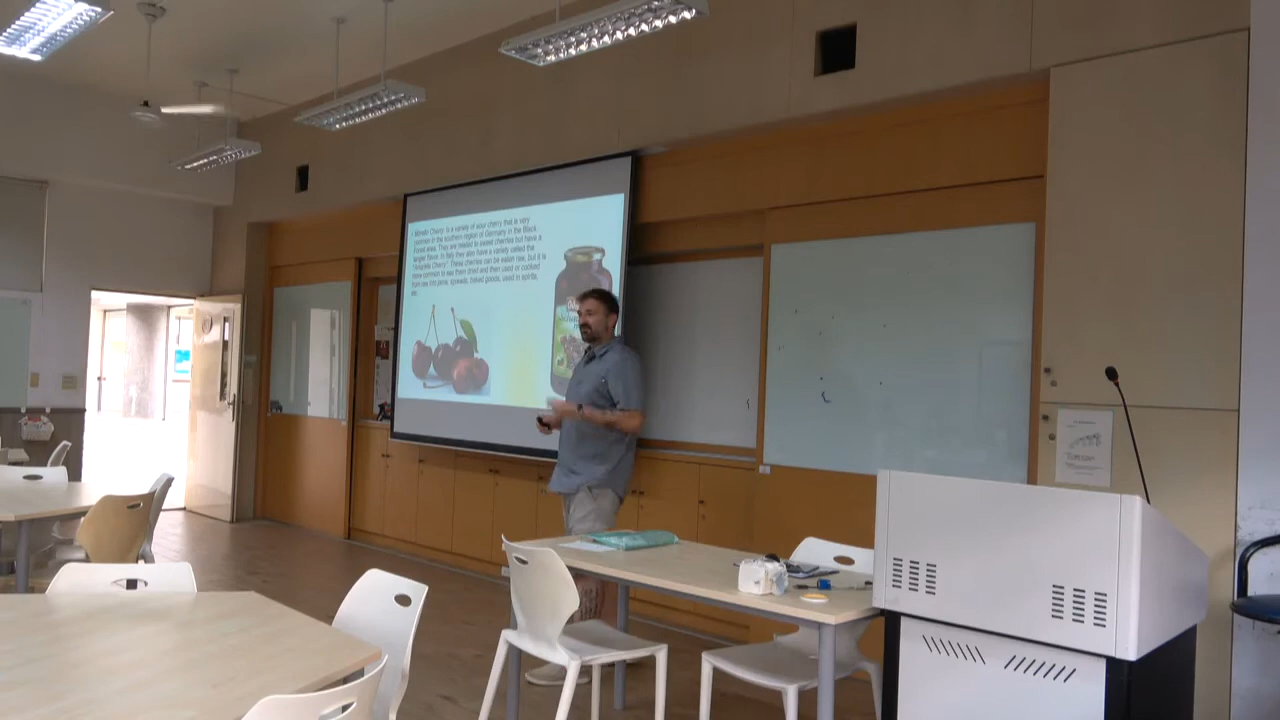 • Morello Cherry- Is a variety of sour cherry that is very
common in the southern region of Germany in the Black
Forest area. They are related to sweet cherries but have a
tangier flavor. In Italy they also have a variety called the
"Amarelo Cherry". These cherries can be eaten raw, but it is
more common to see them dried and then used or cooked
from raw into jams, spreads, baked goods, used in spirits,
etc.